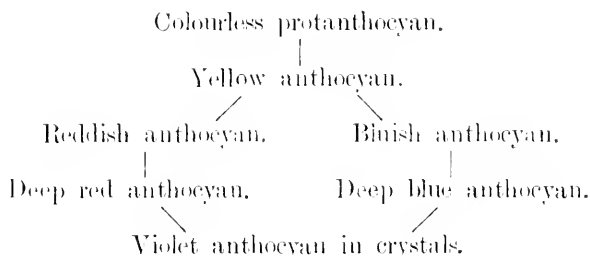 Colourless protanthocyan.
Yellow anthocyan.
Reddish anthocyan. Bluish anthocyan.
Deep red anthocyan. Deep blue anthocyan.
Violet anthocyan in crystals.